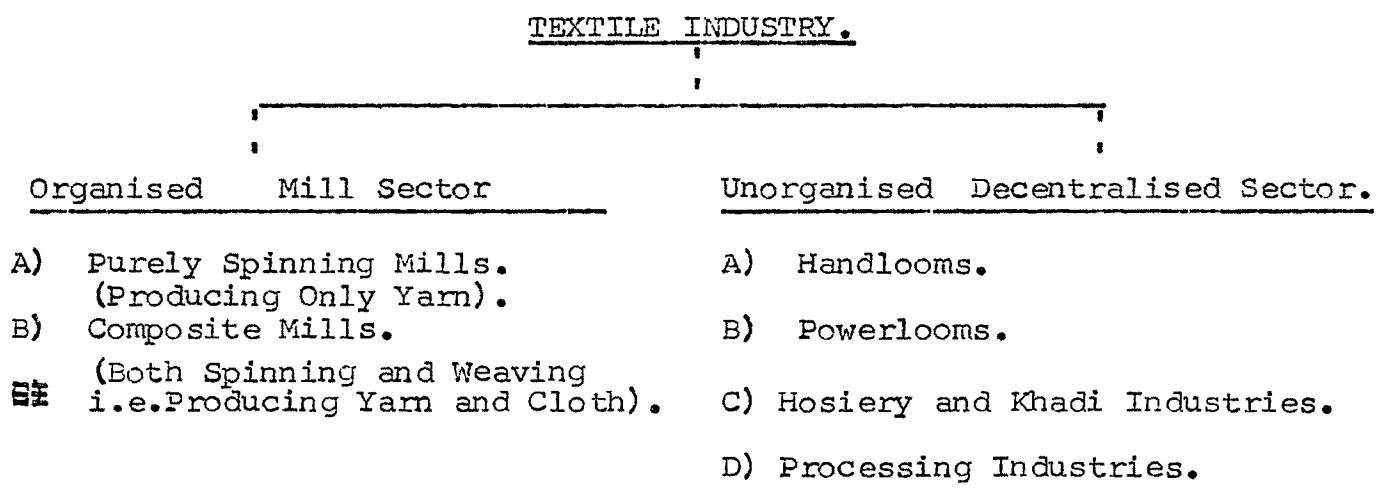 TEXTILE INDUSTRY.
Organised Mill Sector
A) Purely Spinning Mills.
(Producing Only Yarn).
B) Composite Mills.
(Both Spinning and Weaving
i.e.Producing Yarn and Cloth).
Unorganised Decentralised Sector.
A) Handlooms.
B) Powerlooms.
C) Hosiery and Khadi Industries.
D) Processing Industries.